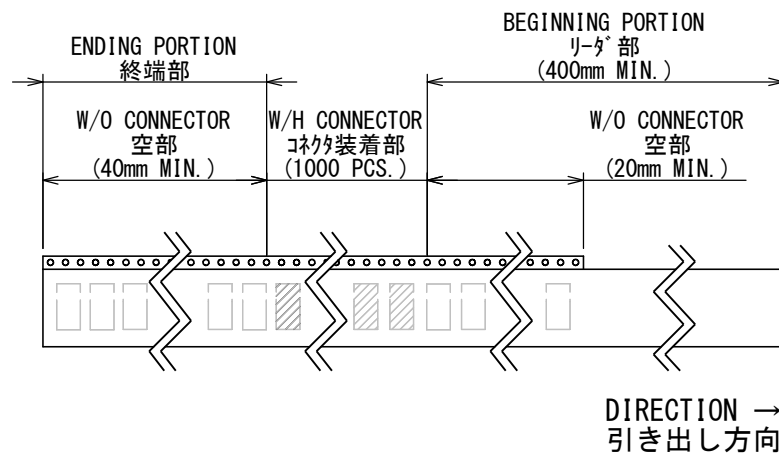 ENDING PORTION
終端部
BEGINNING PORTION
リーダ部
(400mm MIN.)
W/O CONNECTOR
空部
(40mm MIN.)
W/H CONNECTOR
コネクタ装着部
(1000 PCS.)
W/O CONNECTOR
空部
(20mm MIN.)
DIRECTION →
引き出し方向